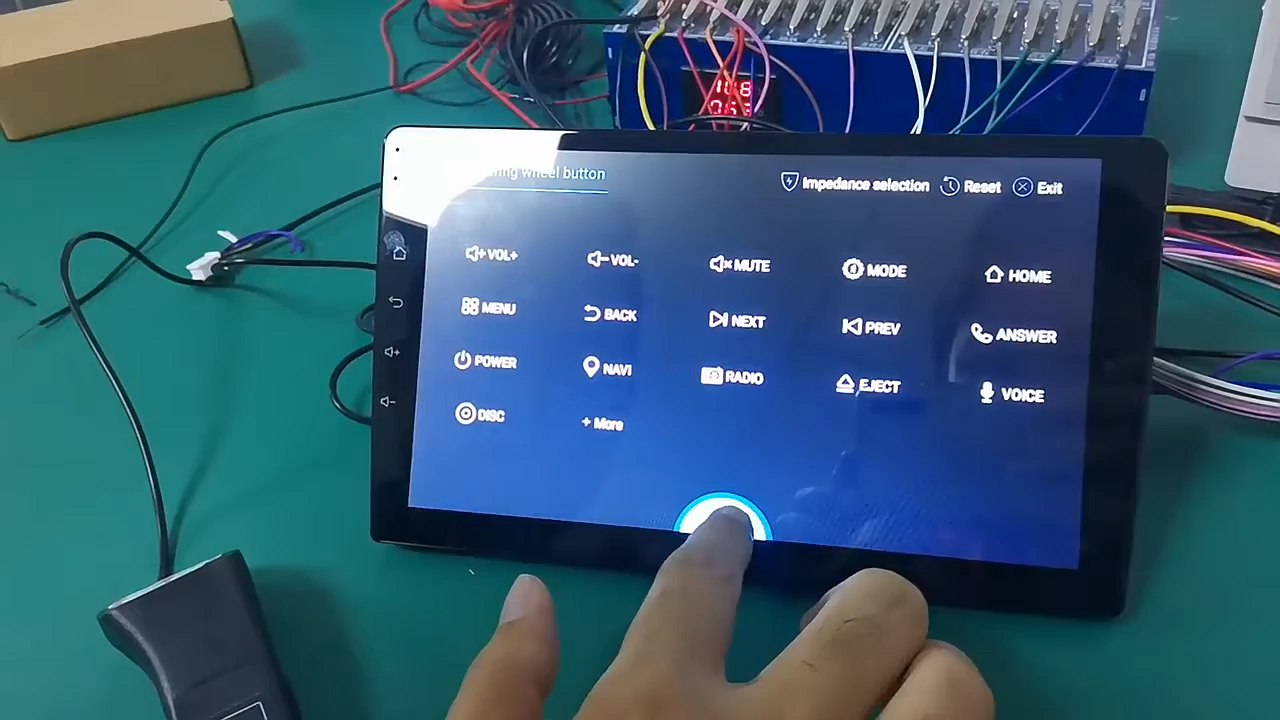 wheel button
Impedance selection Reset Exit
VOL+ VOL- MUTE MODE HOME
MENU BACK NEXT PREV ANSWER
POWER NAVI RADIO EJECT VOICE
DISC + More